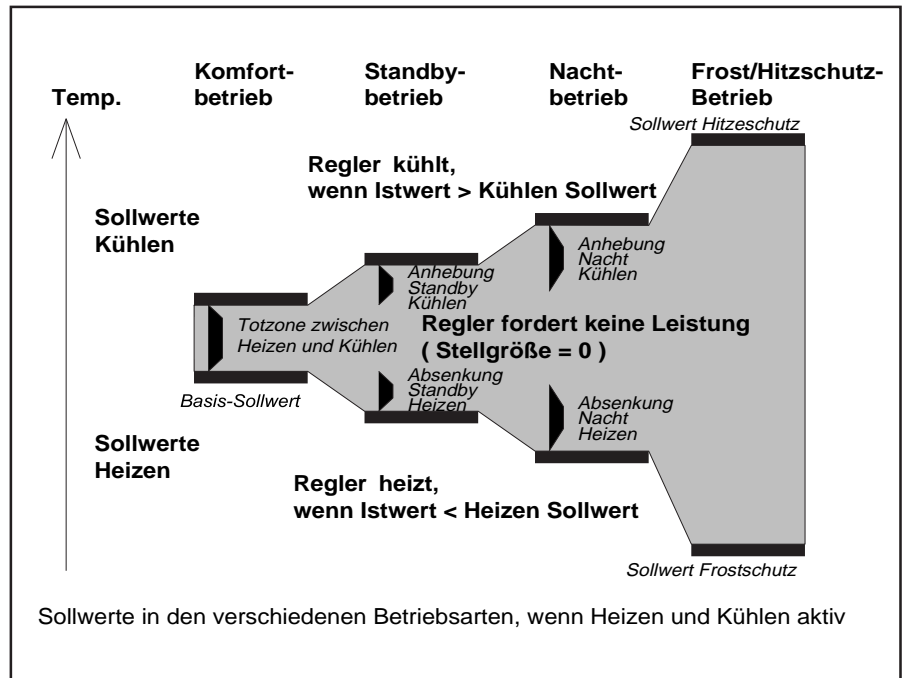 Komfort-
betrieb
Standby-
betrieb
Nacht-
betrieb
Frost/Hitzschutz-
Betrieb
Temp.
Sollwert Hitzeschutz
Regler kühlt,
wenn Istwert > Kühlen Sollwert
Sollwerte
Kühlen
Anhebung
Nacht
Kühlen
Anhebung
Standby
Kühlen
Totzone zwischen
Heizen und Kühlen
Regler fordert keine Leistung
( Stellgröße = 0 )
Absenkung
Standby
Heizen
Basis-Sollwert
Absenkung
Nacht
Heizen
Sollwerte
Heizen
Regler heizt,
wenn Istwert < Heizen Sollwert
Sollwert Frostschutz
Sollwerte in den verschiedenen Betriebsarten, wenn Heizen und Kühlen aktiv